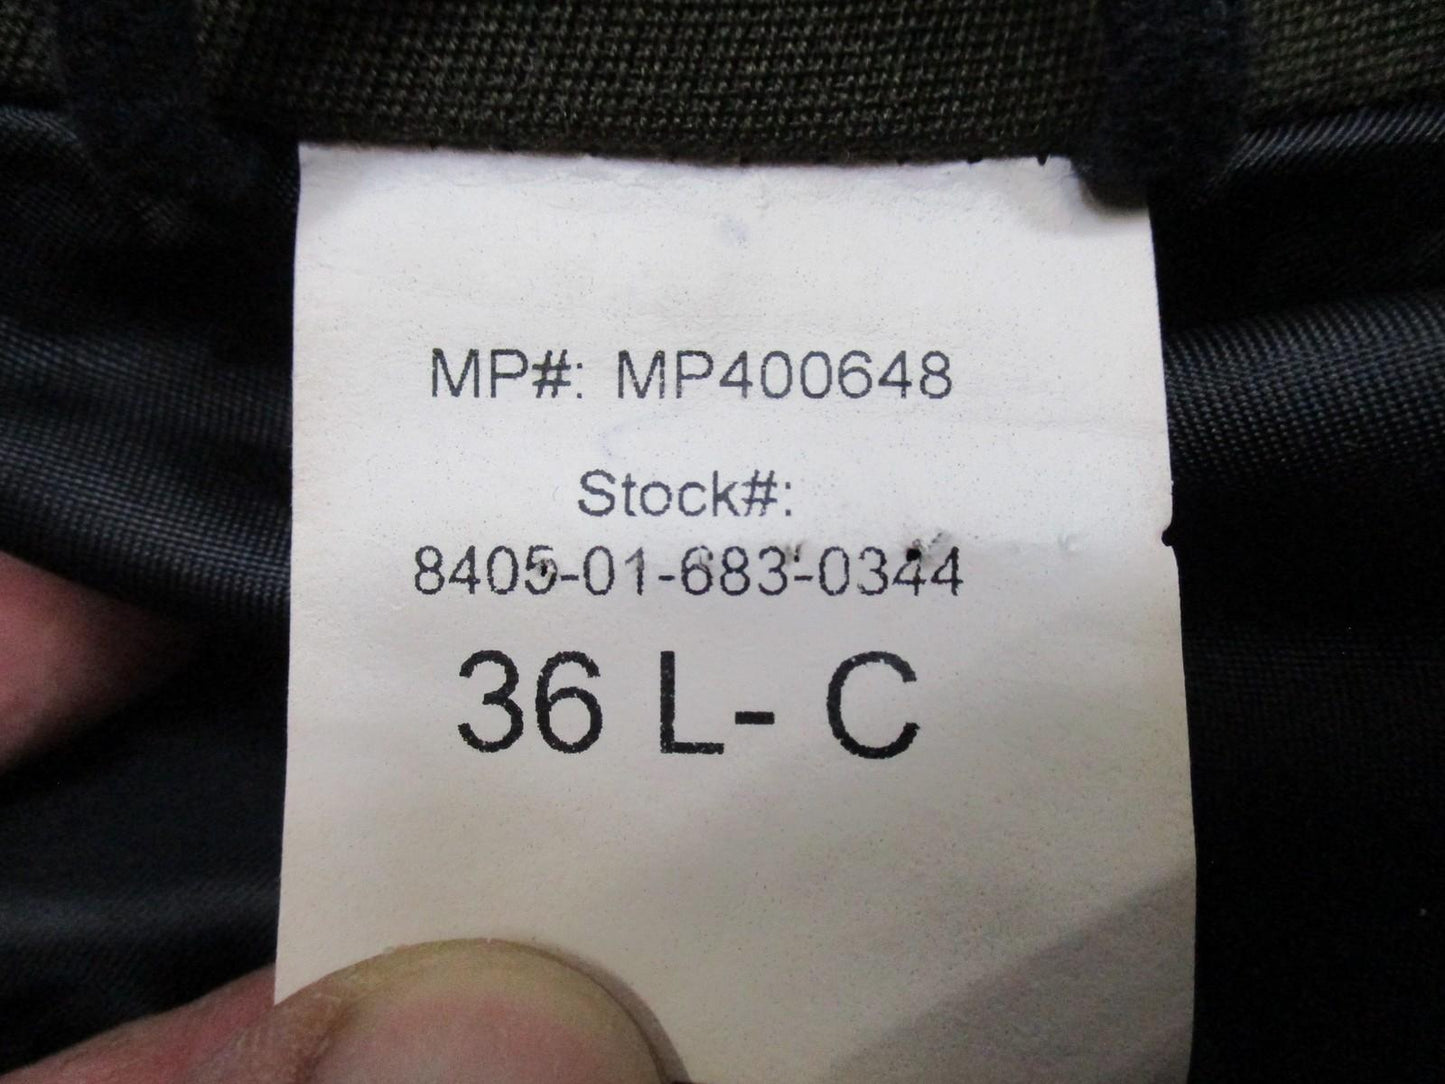 MP#: MP400648
Stock#:
8405-01-683-0344
36 L- C